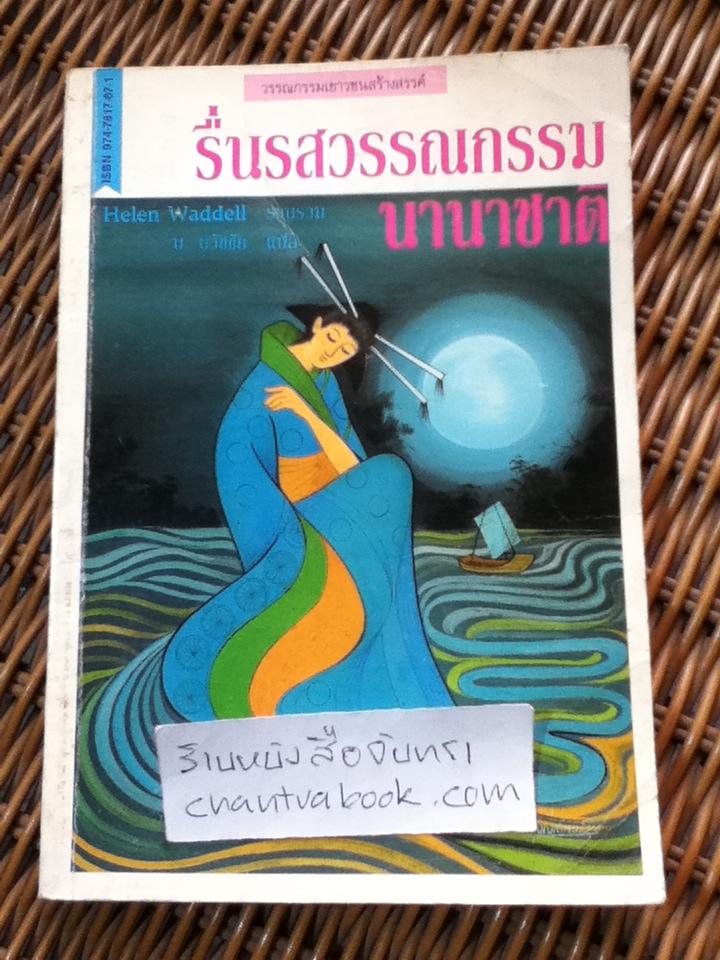 วรรณกรรมเยาวชนสร้างสรรค์
ISBN 974-7817-67-1
รื่นรสวรรณกรรม
นานาชาติ
Helen Waddell รวบรวม
บ. บวัชชัย แปล
ร้านหนังสือจันทรา
chantrabook.com